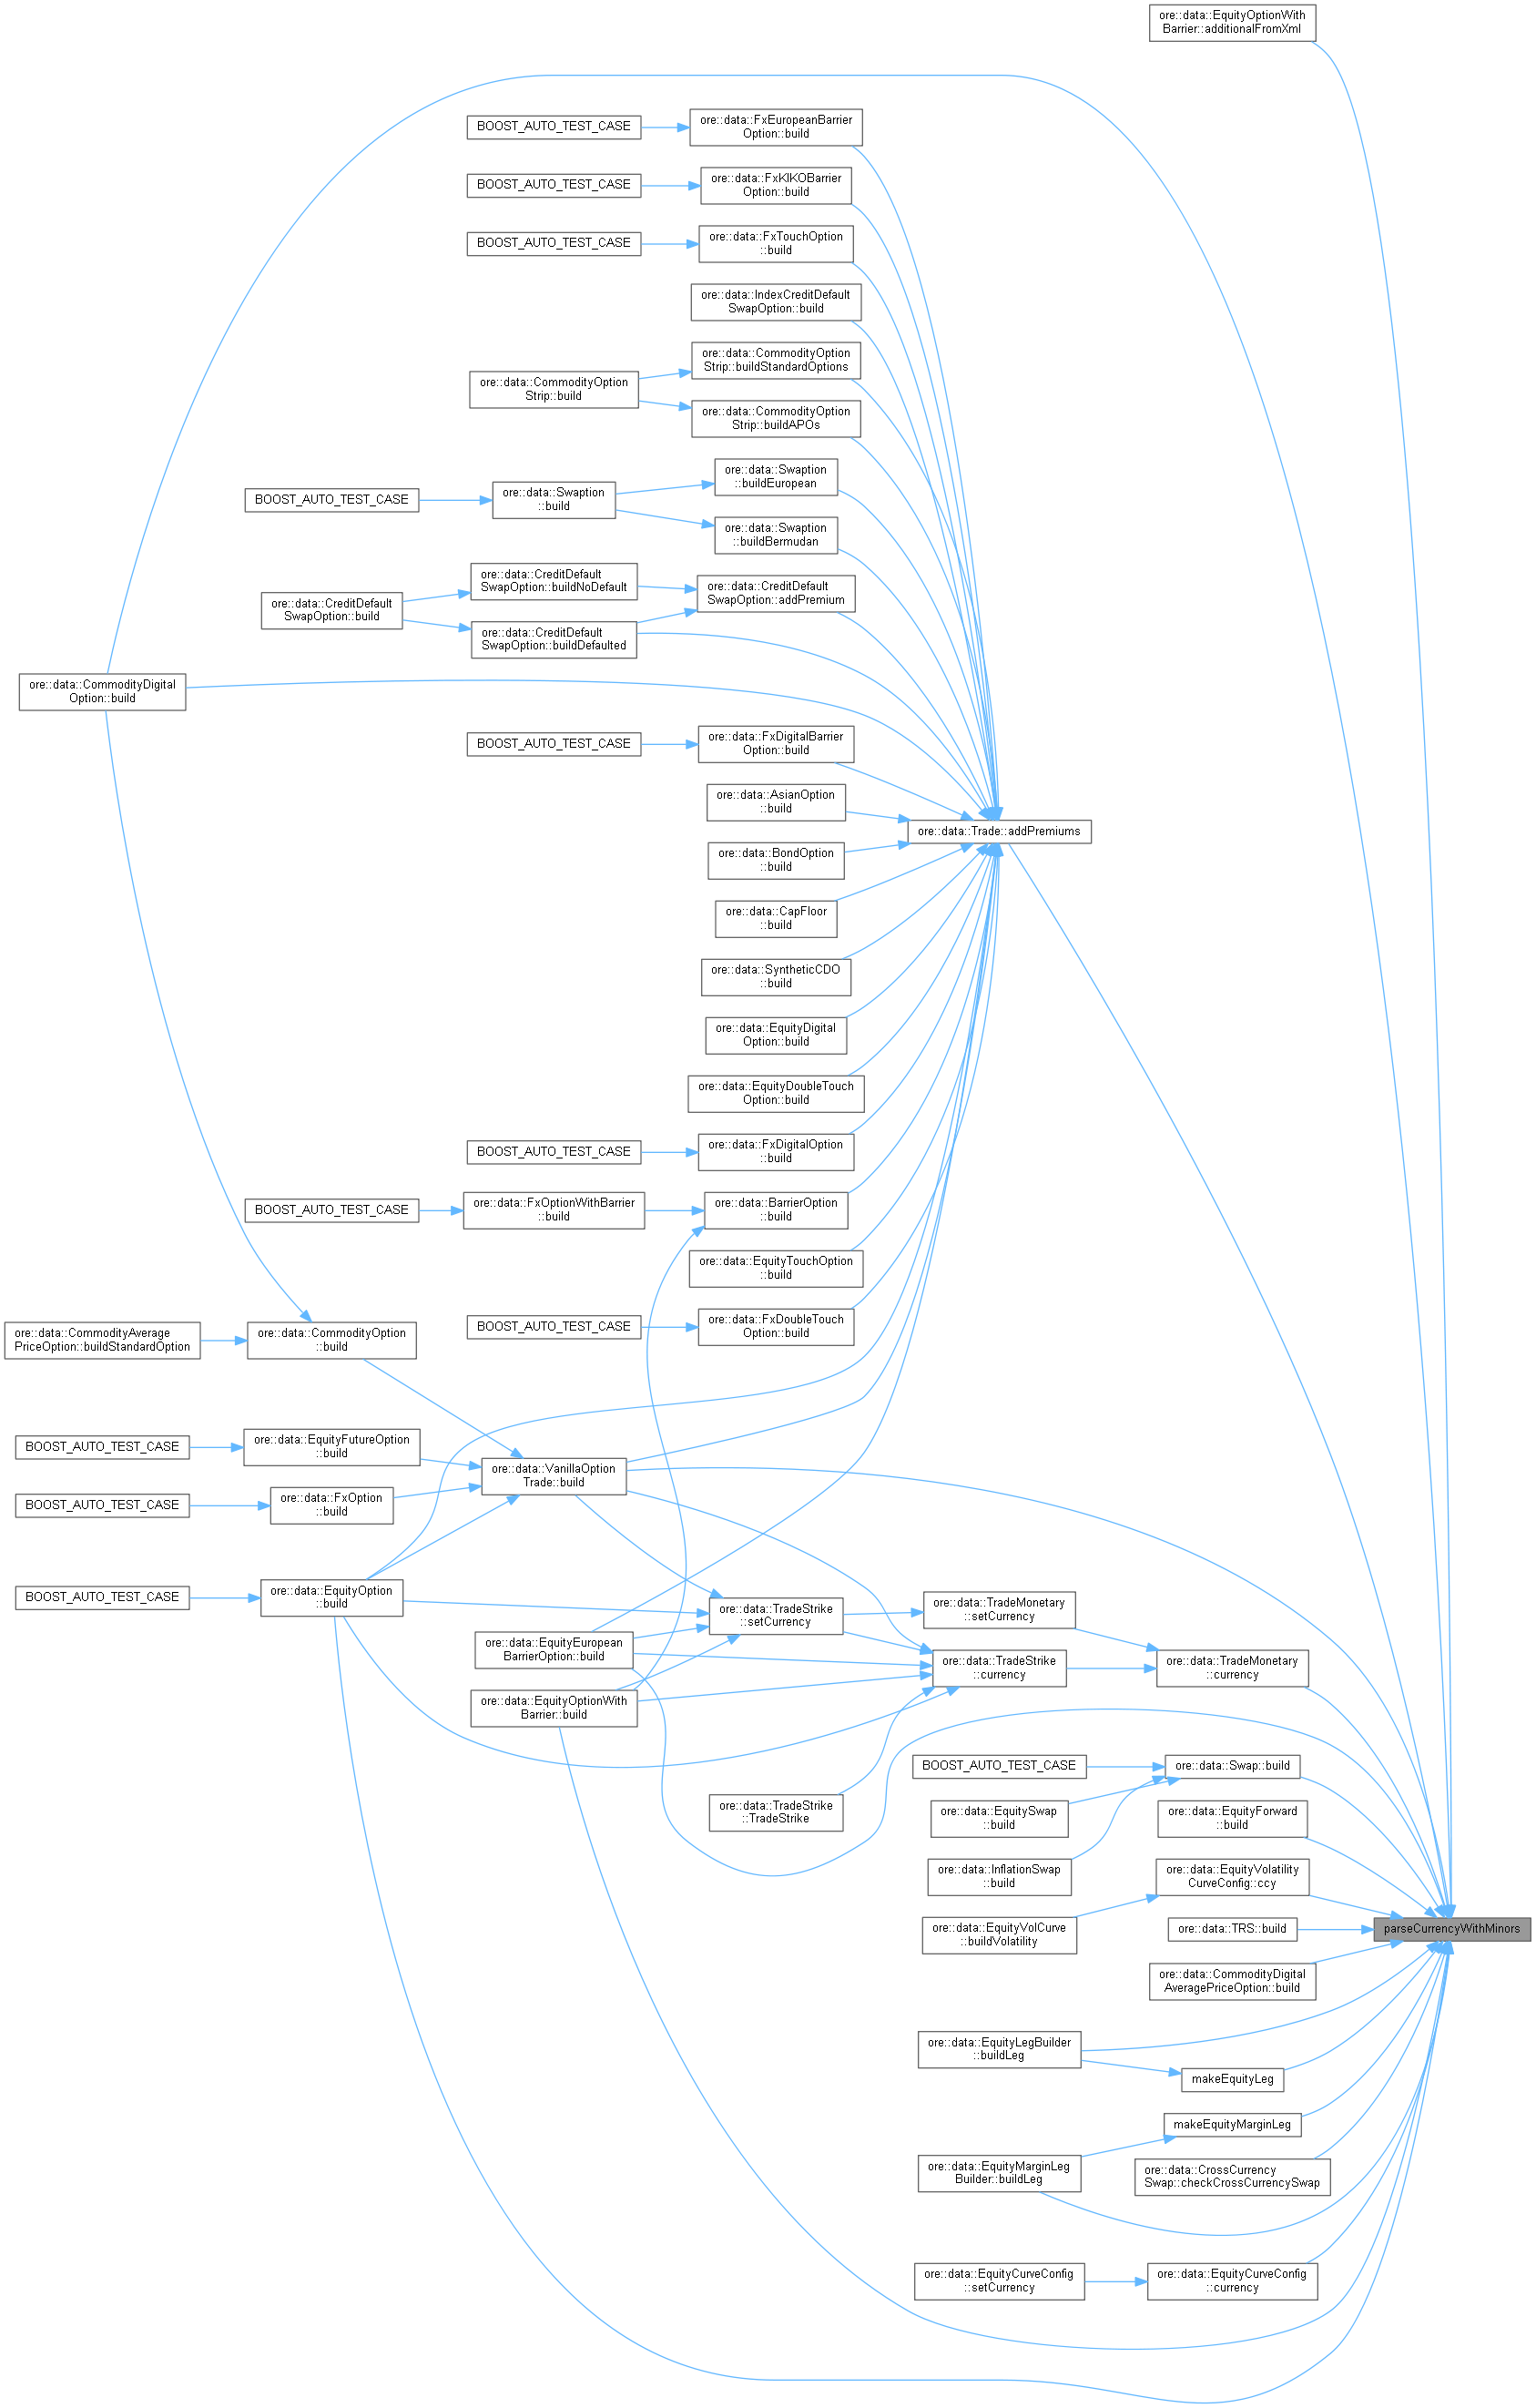 ore::data::EquityOptionWith
Barrier::additionalFromXml
BOOST_AUTO_TEST_CASE
ore::data::FxEuropeanBarrier
Option::build
BOOST_AUTO_TEST_CASE
ore::data::FxKIKOBarrier
Option::build
BOOST_AUTO_TEST_CASE
ore::data::FxTouchOption
::build
ore::data::IndexCreditDefault
SwapOption::build
ore::data::CommodityOption
Strip::buildStandardOptions
ore::data::CommodityOption
Strip::build
ore::data::CommodityOption
Strip::buildAPOs
ore::data::Swaption
::buildEuropean
BOOST_AUTO_TEST_CASE
ore::data::Swaption
::build
ore::data::Swaption
::buildBermudan
ore::data::CreditDefault
SwapOption::buildNoDefault
ore::data::CreditDefault
SwapOption::addPremium
ore::data::CreditDefault
SwapOption::build
ore::data::CreditDefault
SwapOption::buildDefaulted
ore::data::CommodityDigital
Option::build
BOOST_AUTO_TEST_CASE
ore::data::FxDigitalBarrier
Option::build
ore::data::AsianOption
::build
ore::data::Trade::addPremiums
ore::data::BondOption
::build
ore::data::CapFloor
::build
ore::data::SyntheticCDO
::build
ore::data::EquityDigital
Option::build
ore::data::EquityDoubleTouch
Option::build
BOOST_AUTO_TEST_CASE
ore::data::FxDigitalOption
::build
BOOST_AUTO_TEST_CASE
ore::data::FxOptionWithBarrier
::build
ore::data::BarrierOption
::build
ore::data::EquityTouchOption
::build
BOOST_AUTO_TEST_CASE
ore::data::FxDoubleTouch
Option::build
ore::data::CommodityAverage
PriceOption::buildStandardOption
ore::data::CommodityOption
::build
BOOST_AUTO_TEST_CASE
ore::data::EquityFutureOption
::build
ore::data::VanillaOption
Trade::build
BOOST_AUTO_TEST_CASE
ore::data::FxOption
::build
BOOST_AUTO_TEST_CASE
ore::data::EquityOption
::build
ore::data::TradeStrike
::setCurrency
ore::data::TradeMonetary
::setCurrency
ore::data::EquityEuropean
BarrierOption::build
ore::data::TradeStrike
::currency
ore::data::TradeMonetary
::currency
ore::data::EquityOptionWith
Barrier::build
BOOST_AUTO_TEST_CASE
ore::data::Swap::build
ore::data::TradeStrike
::TradeStrike
ore::data::EquitySwap
::build
ore::data::EquityForward
::build
ore::data::InflationSwap
::build
ore::data::EquityVolatility
CurveConfig::ccy
ore::data::EquityVolCurve
::buildVolatility
ore::data::TRS::build
parseCurrencyWithMinors
ore::data::CommodityDigital
AveragePriceOption::build
ore::data::EquityLegBuilder
::buildLeg
makeEquityLeg
makeEquityMarginLeg
ore::data::EquityMarginLeg
Builder::buildLeg
ore::data::CrossCurrency
Swap::checkCrossCurrencySwap
ore::data::EquityCurveConfig
::setCurrency
ore::data::EquityCurveConfig
::currency